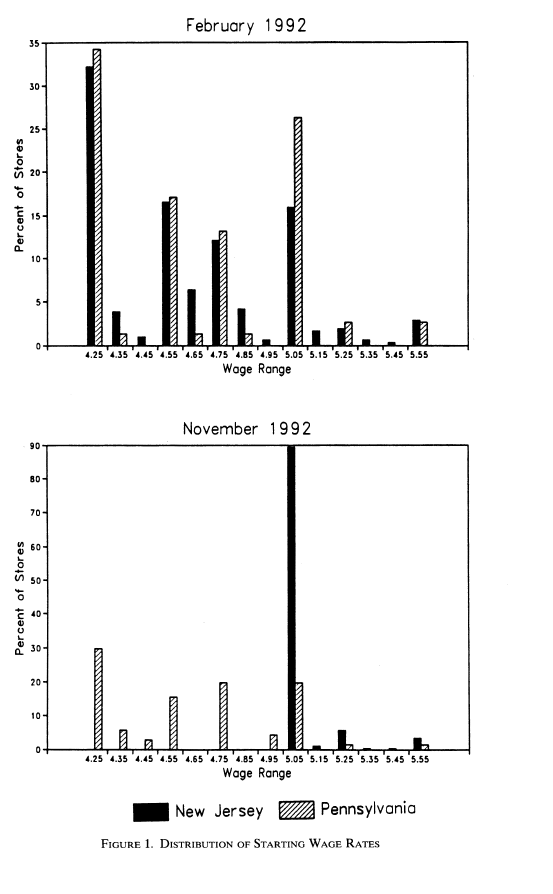 February 1992
35
30
25
20
15
10
5
0
Percent of Stores
4.25 4.35 4.45 4.55 4.65 4.75 4.85 4.95 5.05 5.15 5.25 5.35 5.45 5.55
Wage Range
November 1992
90
80
70
60
50
40
30
20
10
0
Percent of Stores
4.25 4.35 4.45 4.55 4.65 4.75 4.85 4.95 5.05 5.15 5.25 5.35 5.45 5.55
Wage Range
New Jersey Pennsylvania
FIGURE 1. DISTRIBUTION OF STARTING WAGE RATES